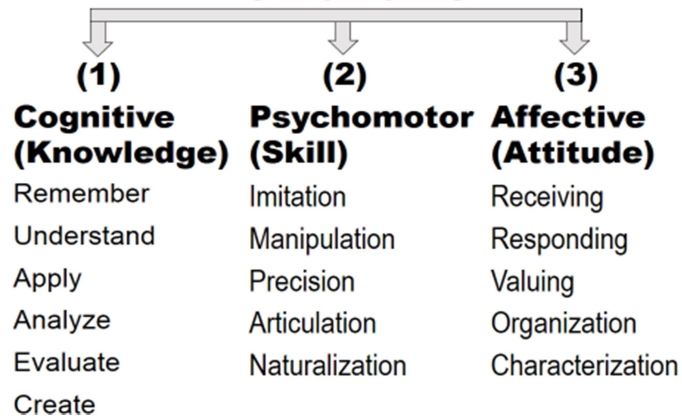 (1)
Cognitive
(Knowledge)
Remember
Understand
Apply
Analyze
Evaluate
Create
(2)
Psychomotor
(Skill)
Imitation
Manipulation
Precision
Articulation
Naturalization
(3)
Affective
(Attitude)
Receiving
Responding
Valuing
Organization
Characterization